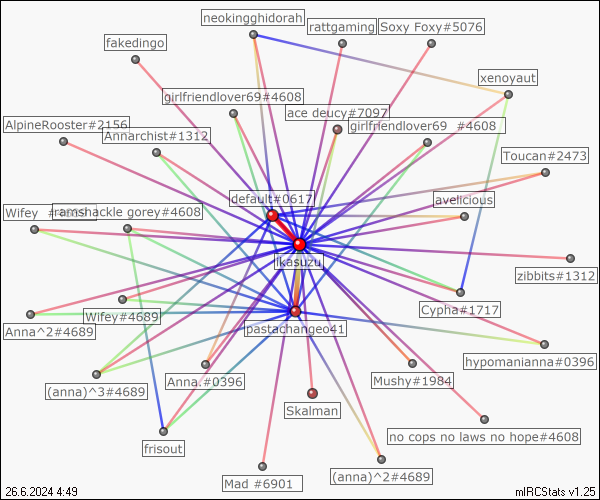 neokingghidorah
rattgaming
Soxy Foxy#5076
fakedingo
xenoyaut
girlfriendlover69#4608
ace deucy#7097
AlpineRooster#2156
girlfriendlover69 #4608
Annarchist#1312
Toucan#2473
default#0617
avelicious
Wifey
ramshackle gorey#4608
ikasuzu
zibbits#1312
Cypha#1717
Wifey#4689
Anna^2#4689
pastachangeo41
hypomanianna#0396
Anna.#0396
Mushy#1984
(anna)^3#4689
Skalman
no cops no laws no hope#4608
frisout
(anna)^2#4689
Mad #6901
26.6.2024 4:49
mIRCStats v1.25